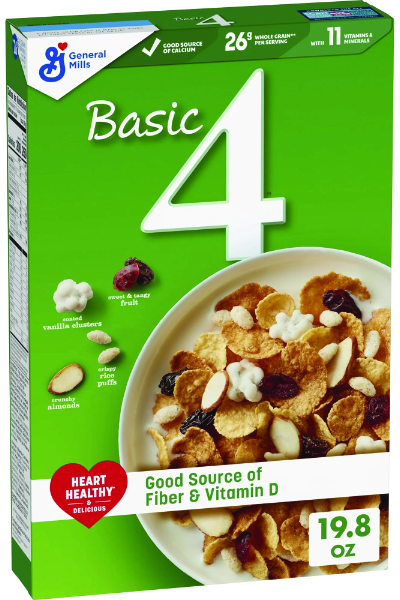 General
Mills
GOOD SOURCE
OF CALCIUM
26g WHOLE GRAIN**
PER SERVING
WITH 11 VITAMINS &
MINERALS
Basic
4
sweet & tangy
fruit
coated
vanilla clusters
crispy
rice
puffs
crunchy
almonds
HEART
HEALTHY*
&
DELICIOUS
Good Source of
Fiber & Vitamin D
19.8
OZ